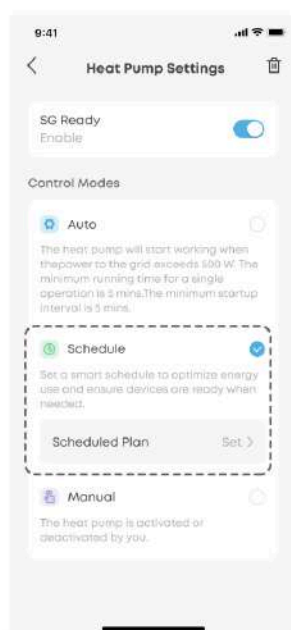 9:41
Heat Pump Settings
SG Ready
Enable
Control Modes
Auto
The heat pump will start working when
thepower to the grid exceeds 500 W. The
minimum running time for a single
operation is 5 mins.The minimum startup
interval is 5 mins.
Schedule
Set a smart schedule to optimize energy
use and ensure devices are ready when
needed.
Scheduled Plan Set >
Manual
The heat pump is activated or
deactivated by you.